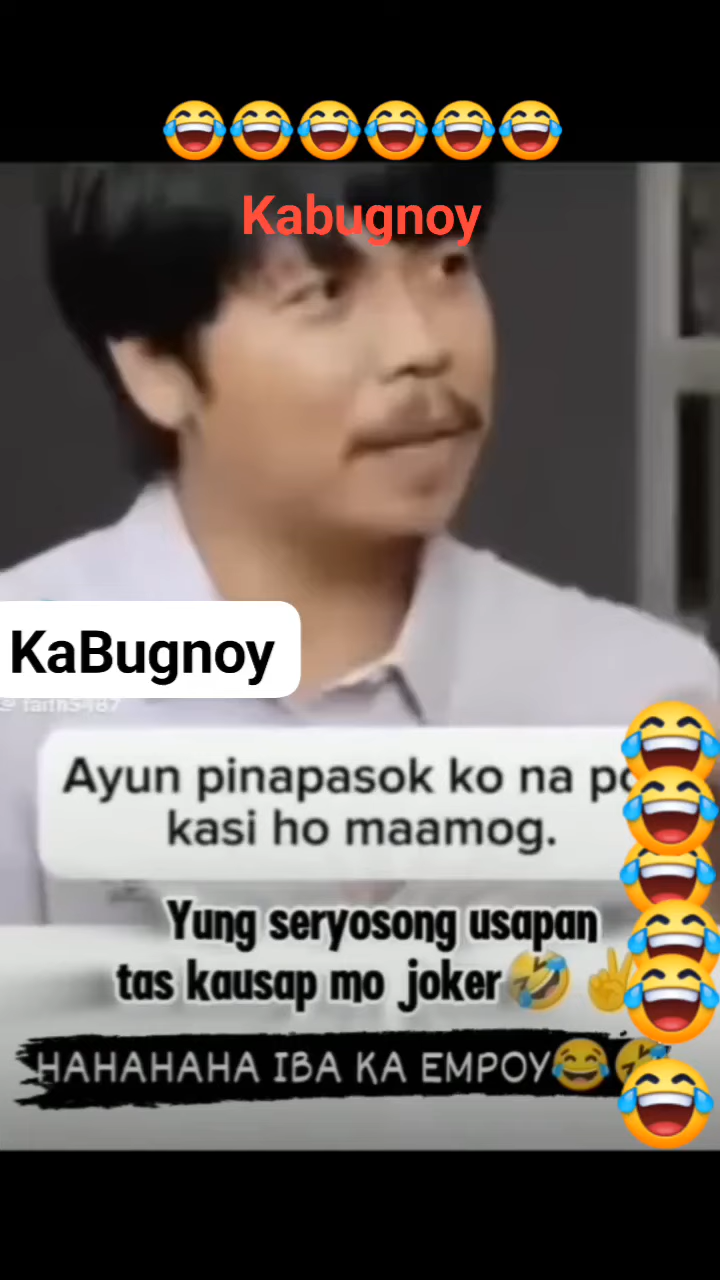 😂😂😂😂😂😂
Kabugnoy
KaBugnoy
@ faith5487
Ayun pinapasok ko na
kasi ho maamog.
Yung seryosong usapan
tas kausap mo joker🤣✌
HAHAHAHA IBA KA EMPOY😂🤣